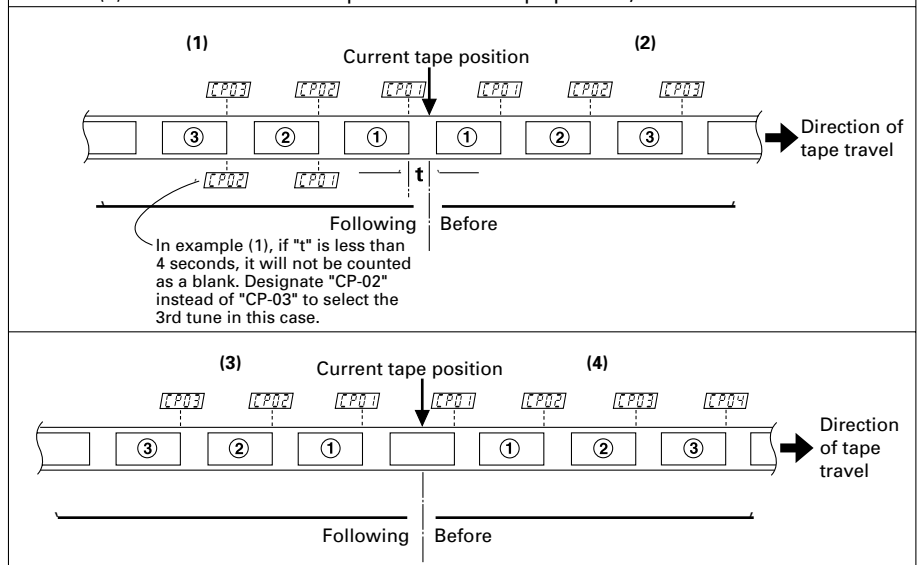 (1)
(2)
Current tape position
CP03 CP02 CP01 CP01 CP02 CP03
③ ② ① ① ② ③
Direction of
tape travel
CP02 CP01
t
Following Before
In example (1), if "t" is less than
4 seconds, it will not be counted
as a blank. Designate "CP-02"
instead of "CP-03" to select the
3rd tune in this case.
(3)
(4)
Current tape position
CP03 CP02 CP01 CP01 CP02 CP03 CP04
③ ② ① ① ② ③
Direction
of tape
travel
Following Before